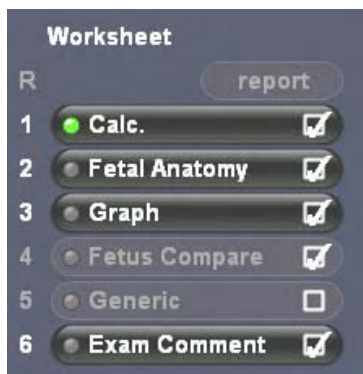 Worksheet
R report
1 Calc.
2 Fetal Anatomy
3 Graph
4 Fetus Compare
5 Generic
6 Exam Comment